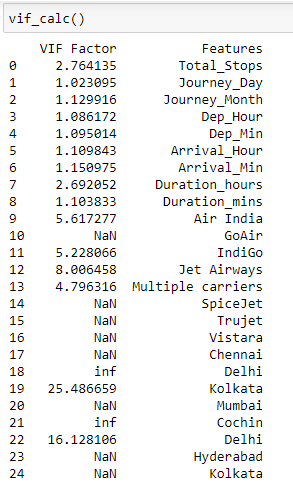 vif_calc()
VIF Factor Features
0 2.764135 Total_Stops
1 1.023095 Journey_Day
2 1.129916 Journey_Month
3 1.086172 Dep_Hour
4 1.095014 Dep_Min
5 1.109843 Arrival_Hour
6 1.150975 Arrival_Min
7 2.692052 Duration_hours
8 1.103833 Duration_mins
9 5.617277 Air India
10 NaN GoAir
11 5.228066 IndiGo
12 8.006458 Jet Airways
13 4.796316 Multiple carriers
14 NaN SpiceJet
15 NaN Trujet
16 NaN Vistara
17 NaN Chennai
18 inf Delhi
19 25.486659 Kolkata
20 NaN Mumbai
21 inf Cochin
22 16.128106 Delhi
23 NaN Hyderabad
24 NaN Kolkata